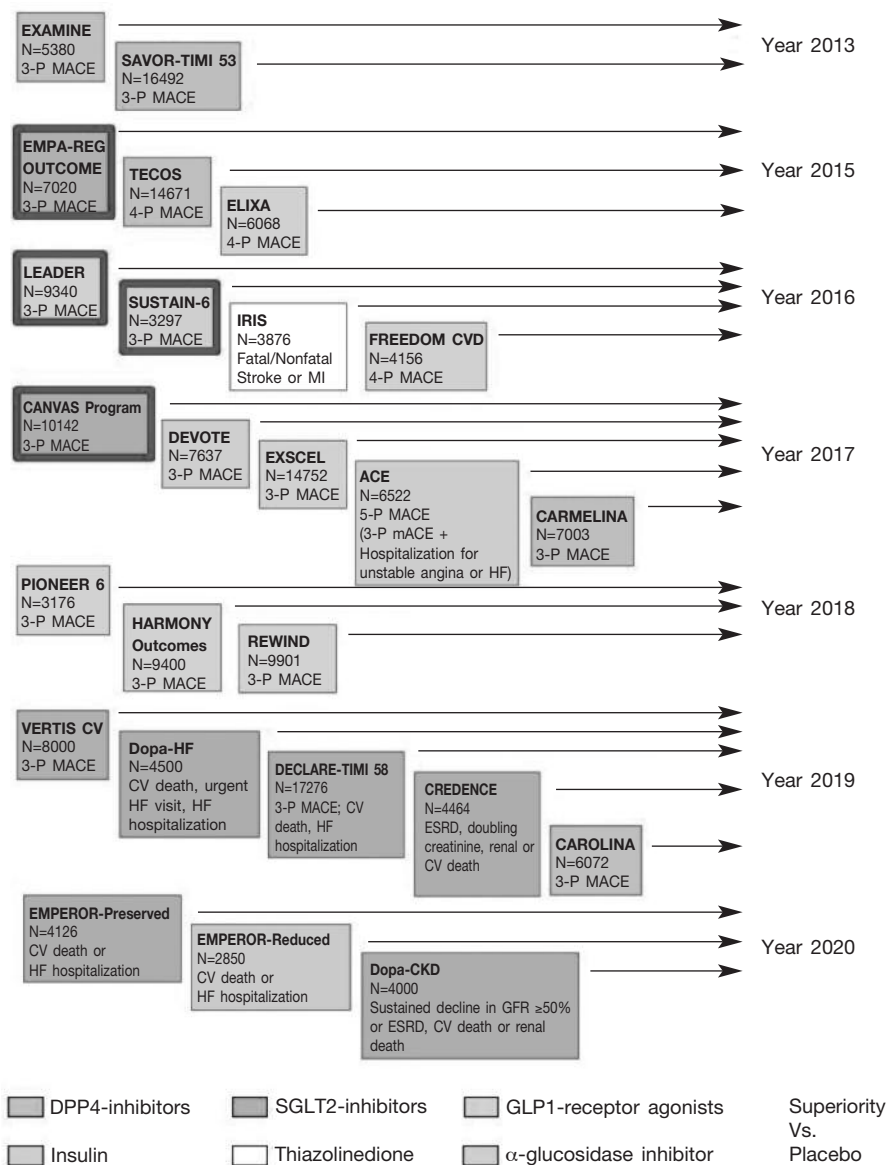 EXAMINE
N=5380
3-P MACE
SAVOR-TIMI 53
N=16492
3-P MACE
Year 2013
EMPA-REG
OUTCOME
N=7020
3-P MACE
TECOS
N=14671
4-P MACE
ELIXA
N=6068
4-P MACE
Year 2015
LEADER
N=9340
3-P MACE
SUSTAIN-6
N=3297
3-P MACE
IRIS
N=3876
Fatal/Nonfatal
Stroke or MI
FREEDOM CVD
N=4156
4-P MACE
Year 2016
CANVAS Program
N=10142
3-P MACE
DEVOTE
N=7637
3-P MACE
EXSCEL
N=14752
3-P MACE
ACE
N=6522
5-P MACE
(3-P mACE +
Hospitalization for
unstable angina or HF)
CARMELINA
N=7003
3-P MACE
Year 2017
PIONEER 6
N=3176
3-P MACE
HARMONY
Outcomes
N=9400
3-P MACE
REWIND
N=9901
3-P MACE
Year 2018
VERTIS CV
N=8000
3-P MACE
Dopa-HF
N=4500
CV death, urgent
HF visit, HF
hospitalization
DECLARE-TIMI 58
N=17276
3-P MACE; CV
death, HF
hospitalization
CREDENCE
N=4464
ESRD, doubling
creatinine, renal or
CV death
CAROLINA
N=6072
3-P MACE
Year 2019
EMPEROR-Preserved
N=4126
CV death or
HF hospitalization
EMPEROR-Reduced
N=2850
CV death or
HF hospitalization
Dopa-CKD
N=4000
Sustained decline in GFR ≥50%
or ESRD, CV death or renal
death
Year 2020
DPP4-inhibitors
SGLT2-inhibitors
GLP1-receptor agonists
Insulin
Thiazolinedione
α-glucosidase inhibitor
Superiority
Vs.
Placebo